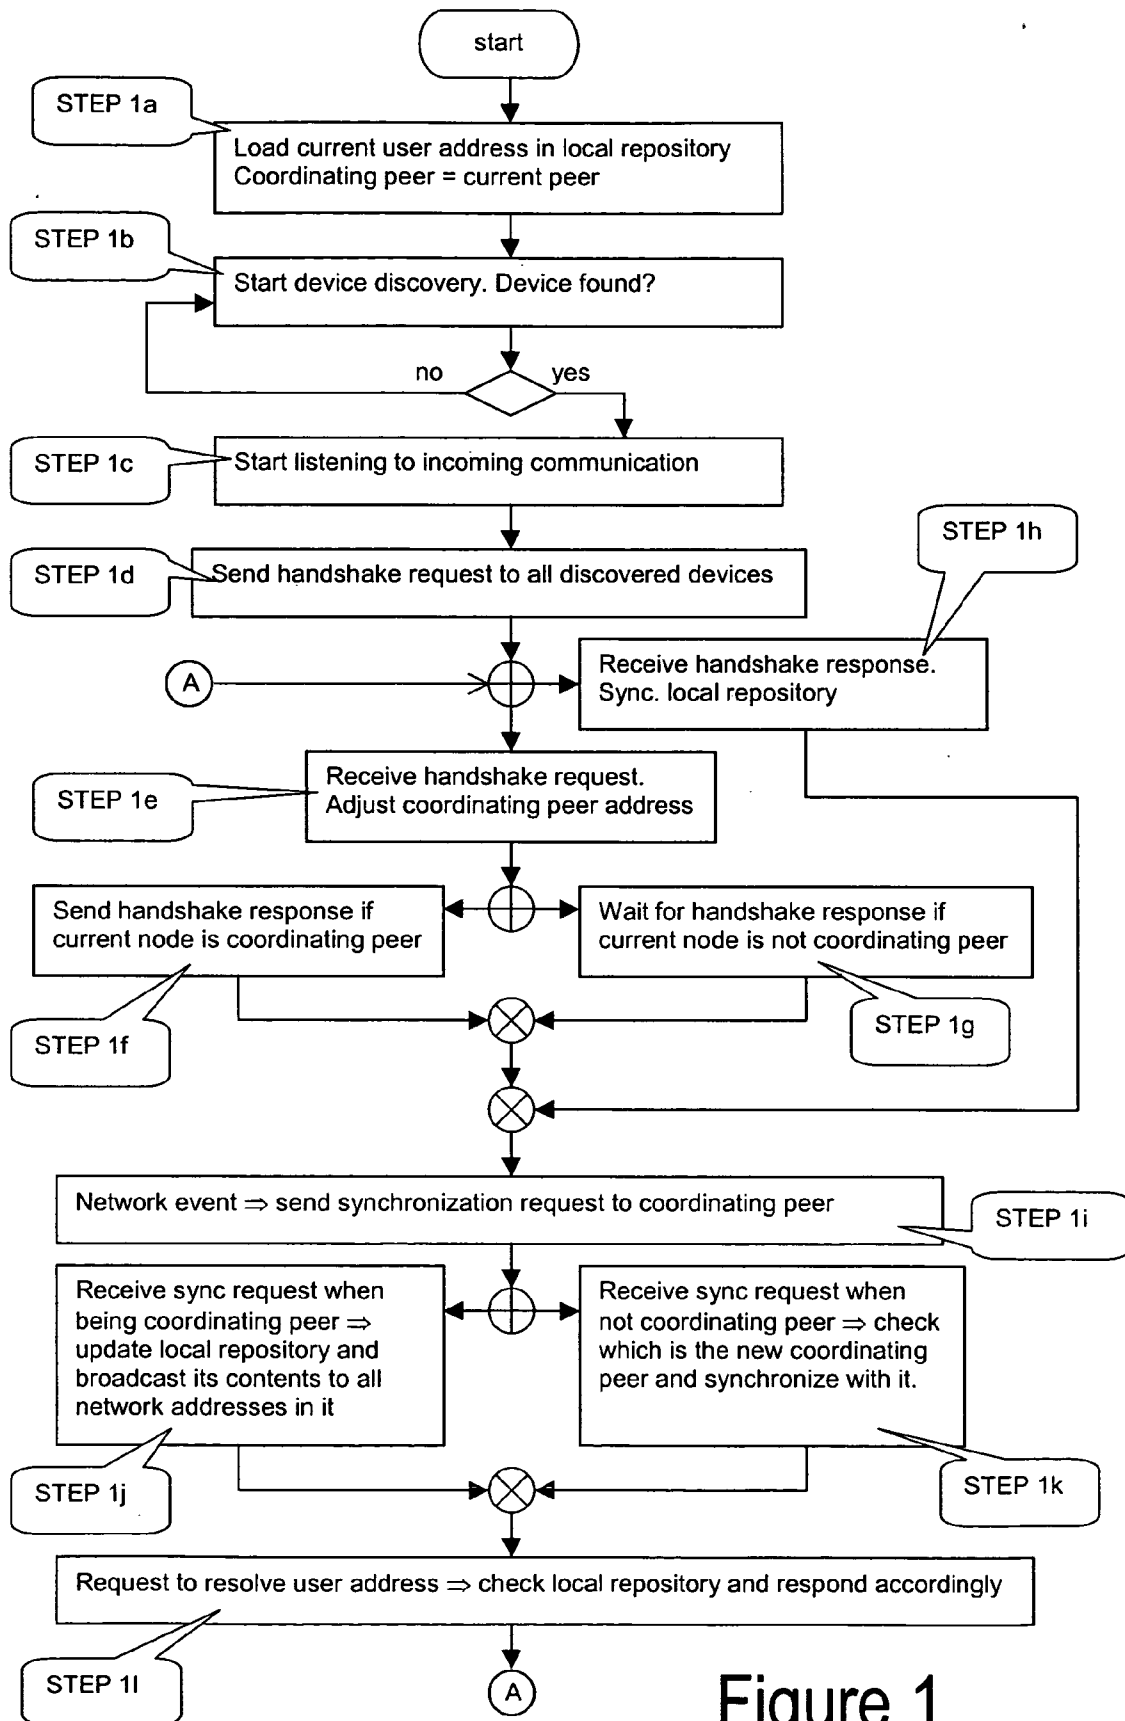 start
STEP 1a
Load current user address in local repository
Coordinating peer = current peer
STEP 1b
Start device discovery. Device found?
no
yes
STEP 1c
Start listening to incoming communication
STEP 1h
STEP 1d
Send handshake request to all discovered devices
Receive handshake response.
Sync. local repository
A
Receive handshake request.
Adjust coordinating peer address
STEP 1e
Send handshake response if
current node is coordinating peer
Wait for handshake response if
current node is not coordinating peer
STEP 1f
STEP 1g
Network event ⇒ send synchronization request to coordinating peer
STEP 1i
Receive sync request when
being coordinating peer ⇒
update local repository and
broadcast its contents to all
network addresses in it
Receive sync request when
not coordinating peer ⇒ check
which is the new coordinating
peer and synchronize with it.
STEP 1j
STEP 1k
Request to resolve user address ⇒ check local repository and respond accordingly
STEP 1l
A
Figure 1